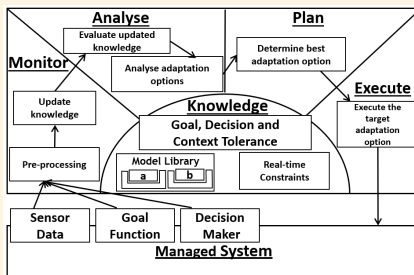 Analyse
Plan
Evaluate updated
knowledge
Determine best
adaptation option
Monitor
Analyse adaptation
options
Execute
Update
knowledge
Knowledge
Execute the
target
adaptation
option
Goal, Decision and
Context Tolerance
Pre-processing
Model Library
a
b
Real-time
Constraints
Sensor
Data
Goal
Function
Decision
Maker
Managed System